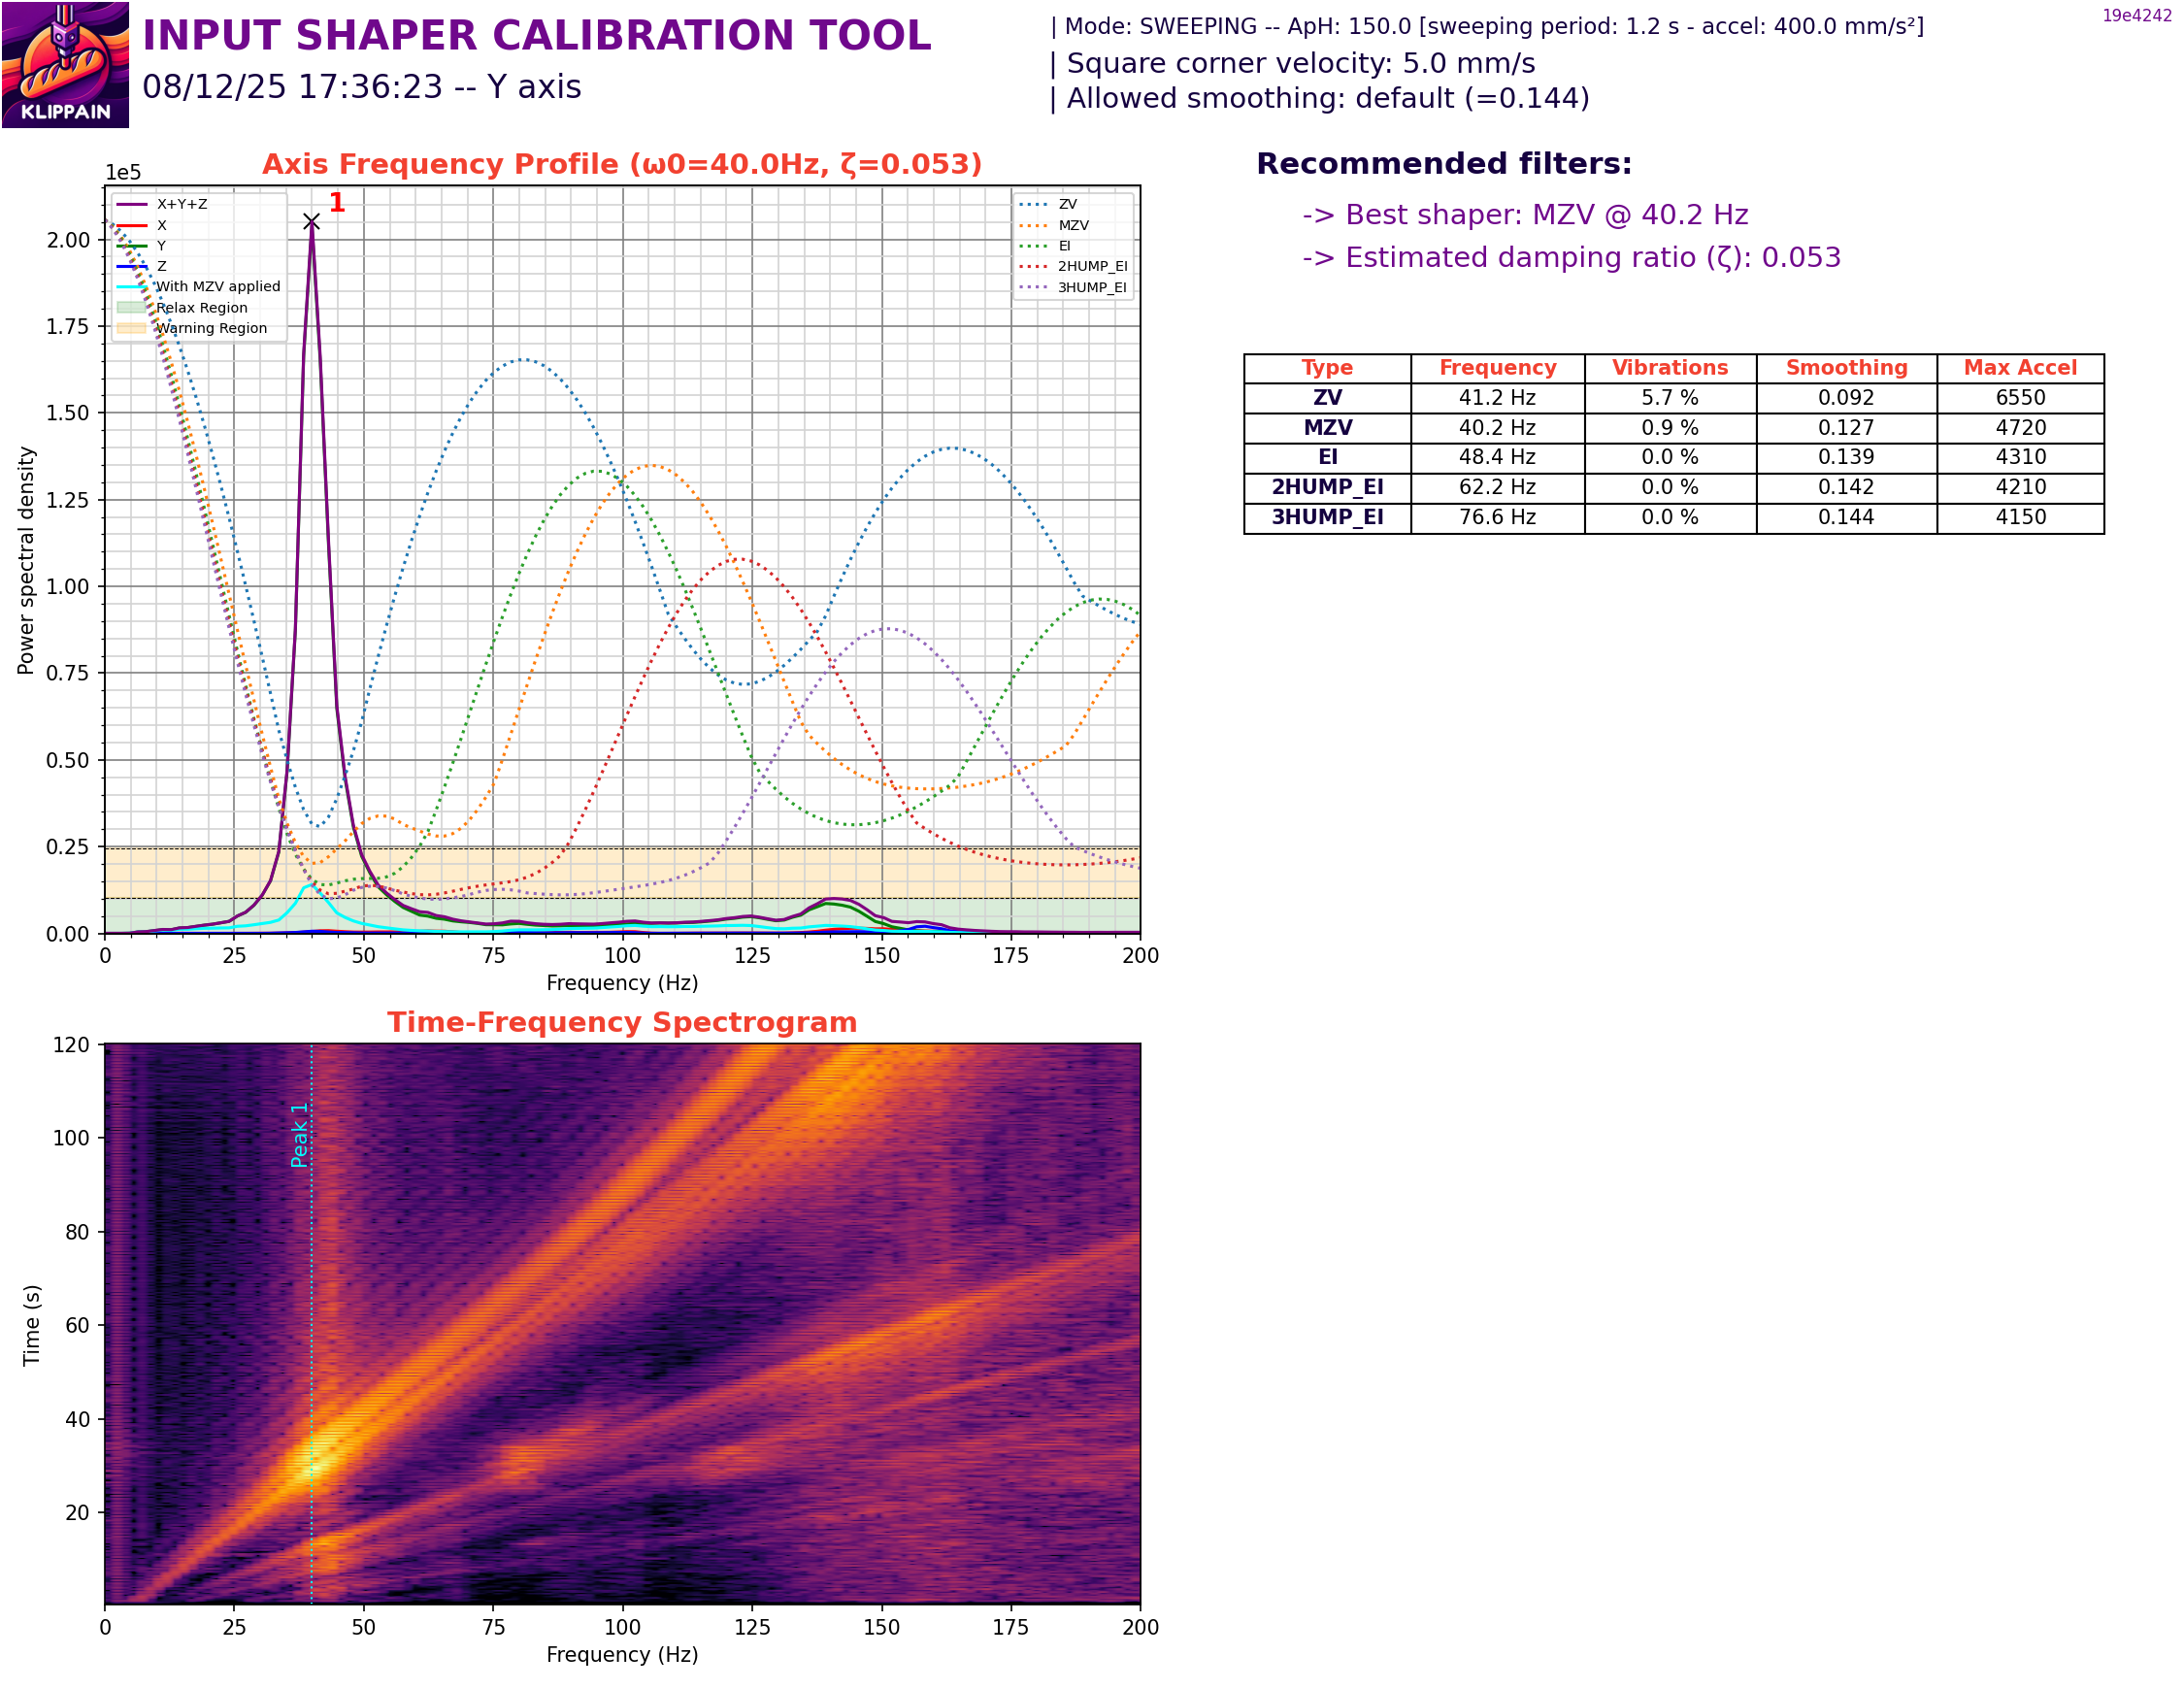 19e4242
KLIPPAIN
INPUT SHAPER CALIBRATION TOOL
08/12/25 17:36:23 -- Y axis
| Mode: SWEEPING -- ApH: 150.0 [sweeping period: 1.2 s - accel: 400.0 mm/s²]
| Square corner velocity: 5.0 mm/s
| Allowed smoothing: default (=0.144)
Axis Frequency Profile (ω0=40.0Hz, ζ=0.053)
1e5
Power spectral density
2.00
1.75
1.50
1.25
1.00
0.75
0.50
0.25
0.00
X+Y+Z
X
Y
Z
With MZV applied
Relax Region
Warning Region
1
ZV
MZV
EI
2HUMP_EI
3HUMP_EI
0 25 50 75 100 125 150 175 200
Frequency (Hz)
Recommended filters:
-> Best shaper: MZV @ 40.2 Hz
-> Estimated damping ratio (ζ): 0.053
Type Frequency Vibrations Smoothing Max Accel
ZV 41.2 Hz 5.7 % 0.092 6550
MZV 40.2 Hz 0.9 % 0.127 4720
EI 48.4 Hz 0.0 % 0.139 4310
2HUMP_EI 62.2 Hz 0.0 % 0.142 4210
3HUMP_EI 76.6 Hz 0.0 % 0.144 4150
Time-Frequency Spectrogram
Time (s)
120
100
80
60
40
20
Peak 1
0 25 50 75 100 125 150 175 200
Frequency (Hz)